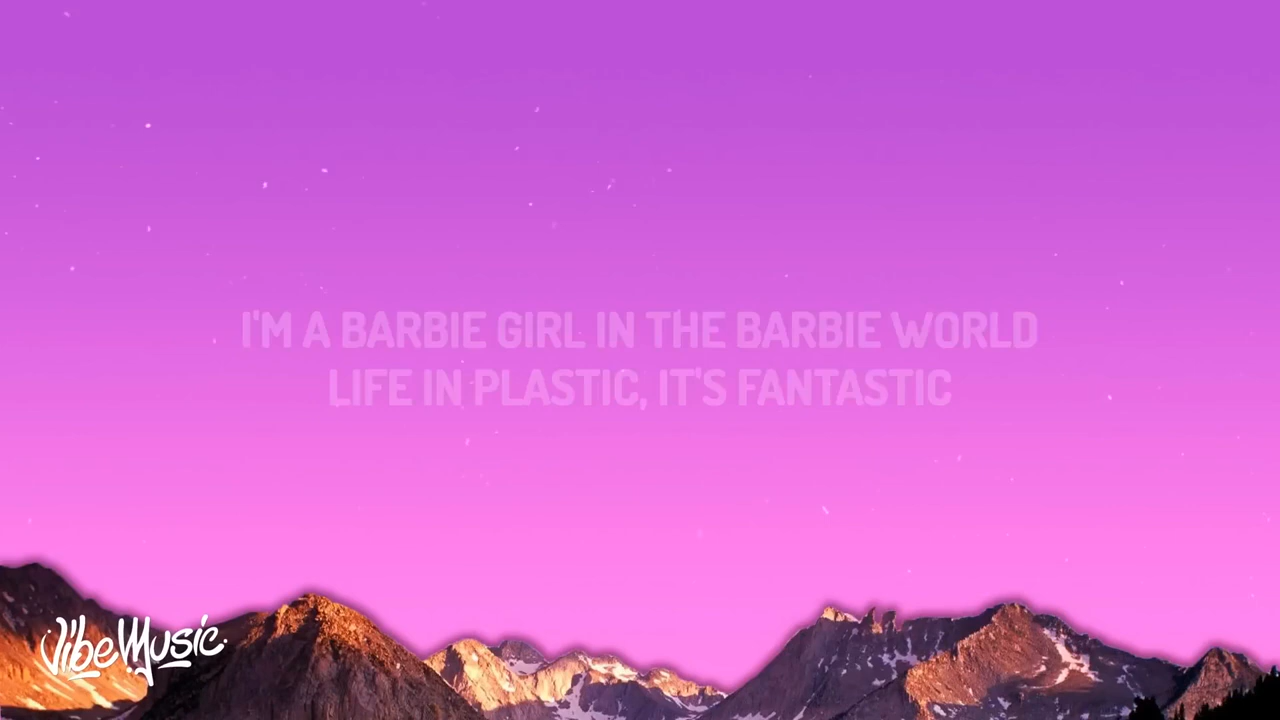 I'M A BARBIE GIRL IN THE BARBIE WORLD
LIFE IN PLASTIC, IT'S FANTASTIC
VibeMusic